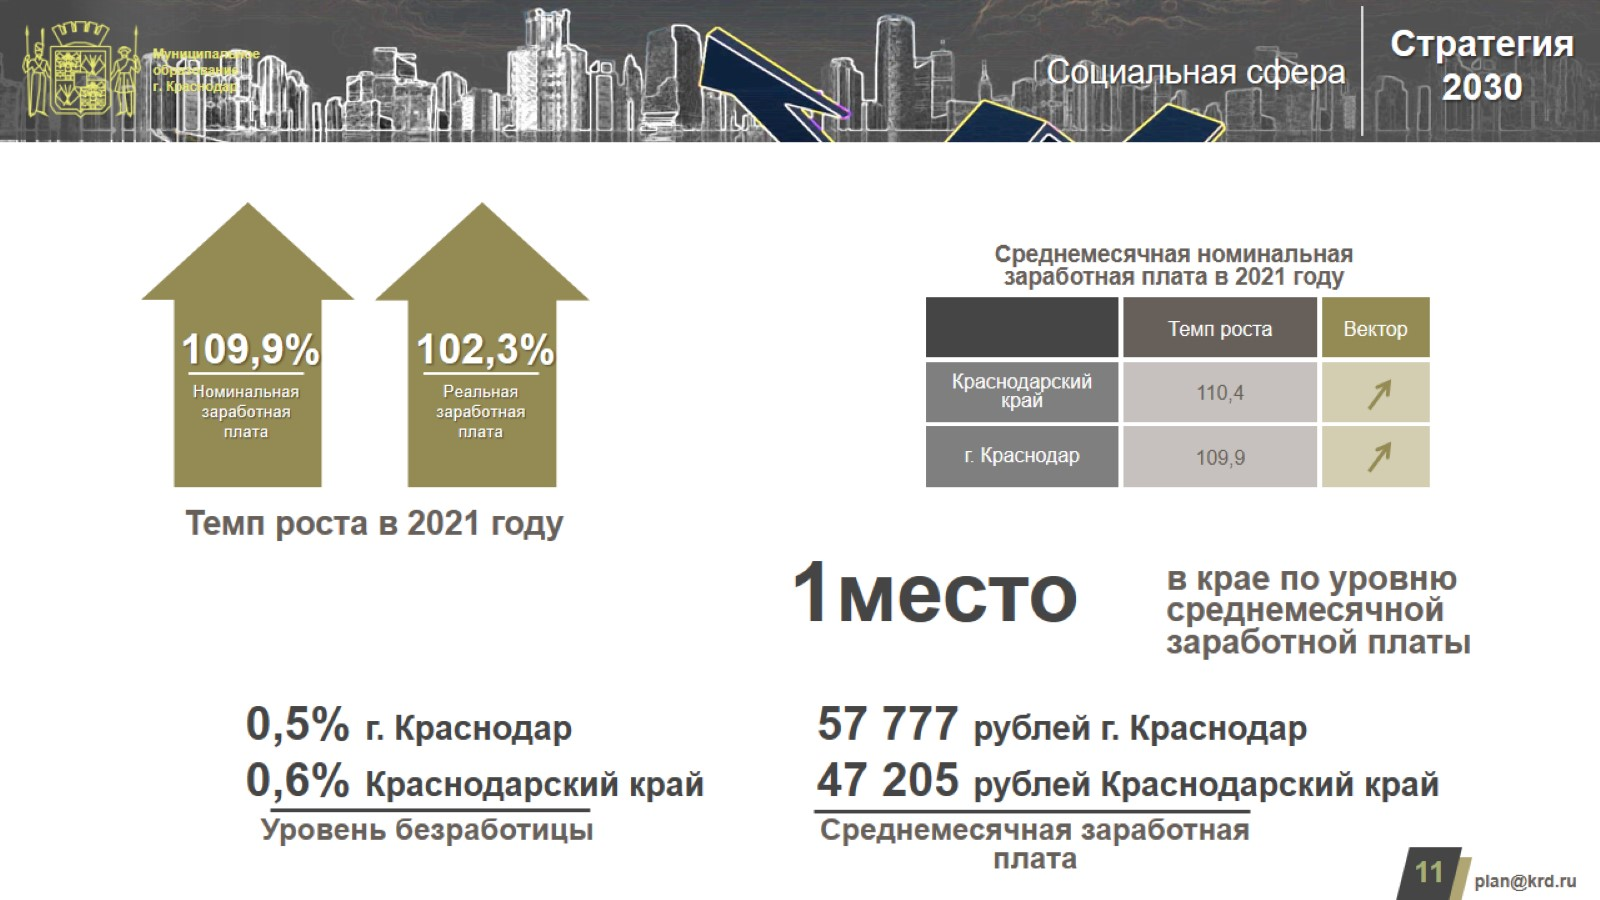 Муниципальное
образование
г. Краснодар
Социальная сфера
Стратегия
2030
109,9%
Номинальная
заработная
плата
102,3%
Реальная
заработная
плата
Темп роста в 2021 году
Среднемесячная номинальная
заработная плата в 2021 году
Темп роста
Вектор
Краснодарский
край
110,4
г. Краснодар
109,9
1место
в крае по уровню
среднемесячной
заработной платы
0,5% г. Краснодар
0,6% Краснодарский край
Уровень безработицы
57 777 рублей г. Краснодар
47 205 рублей Краснодарский край
Среднемесячная заработная
плата
11
plan@krd.ru